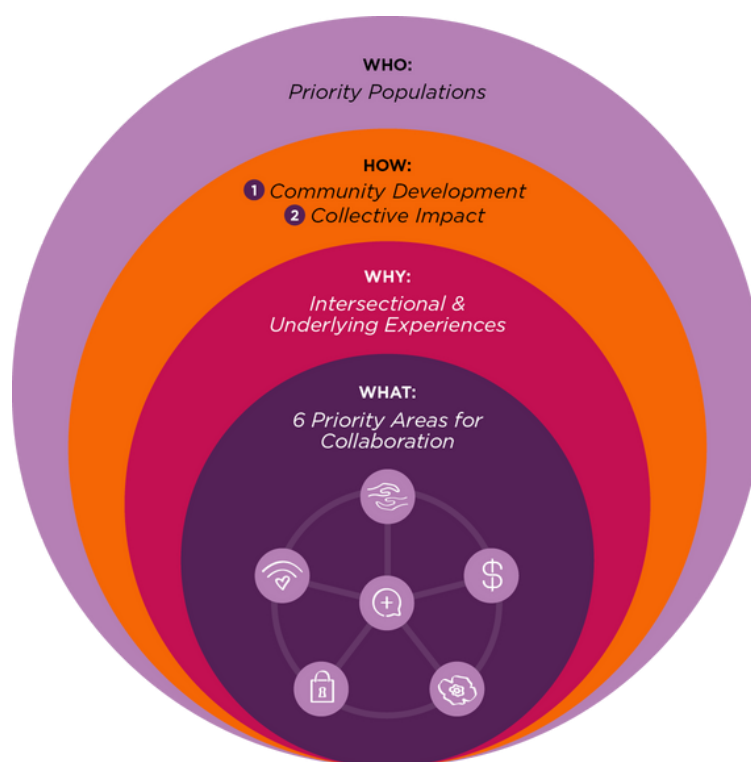 WHO:
Priority Populations
HOW:
1 Community Development
2 Collective Impact
WHY:
Intersectional &
Underlying Experiences
WHAT:
6 Priority Areas for
Collaboration
$